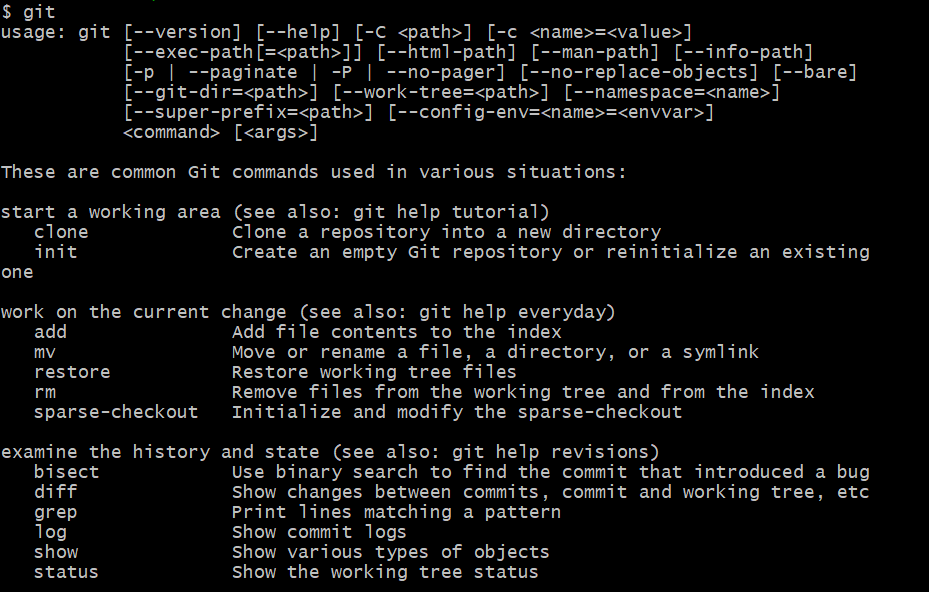 $ git
usage: git [--version] [--help] [-C <path>] [-c <name>=<value>]
           [--exec-path[=<path>]] [--html-path] [--man-path] [--info-path]
           [-p | --paginate | -P | --no-pager] [--no-replace-objects] [--bare]
           [--git-dir=<path>] [--work-tree=<path>] [--namespace=<name>]
           [--super-prefix=<path>] [--config-env=<name>=<envvar>]
           <command> [<args>]

These are common Git commands used in various situations:

start a working area (see also: git help tutorial)
   clone             Clone a repository into a new directory
   init              Create an empty Git repository or reinitialize an existing
one

work on the current change (see also: git help everyday)
   add               Add file contents to the index
   mv                Move or rename a file, a directory, or a symlink
   restore           Restore working tree files
   rm                Remove files from the working tree and from the index
   sparse-checkout   Initialize and modify the sparse-checkout

examine the history and state (see also: git help revisions)
   bisect            Use binary search to find the commit that introduced a bug
   diff              Show changes between commits, commit and working tree, etc
   grep              Print lines matching a pattern
   log               Show commit logs
   show              Show various types of objects
   status            Show the working tree status